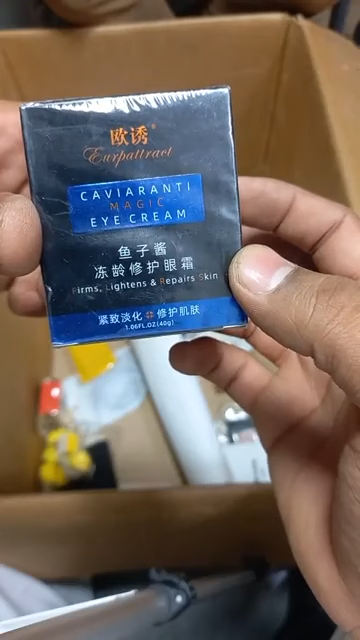 欧诱®
Eurpattract
CAVIARANTI
MAGIC
EYE CREAM
鱼子酱
冻龄修护眼霜
Firms, Lightens & Repairs Skin
紧致淡化 修护肌肤
1.06FL.OZ(40g)